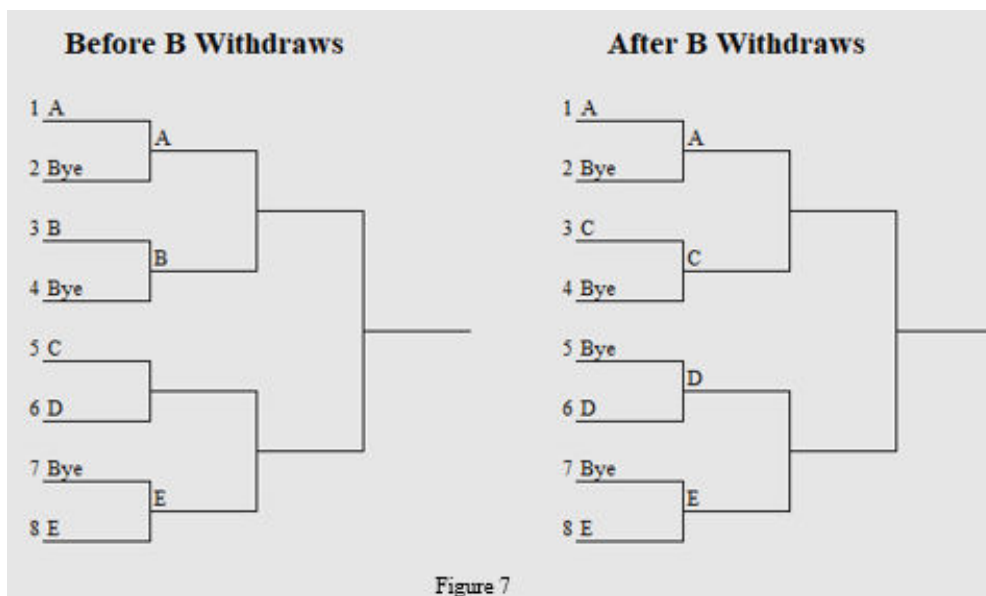 Before B Withdraws
1 A
A
2 Bye
3 B
B
4 Bye
5 C
6 D
7 Bye
E
8 E
After B Withdraws
1 A
A
2 Bye
3 C
C
4 Bye
5 Bye
D
6 D
7 Bye
E
8 E
Figure 7